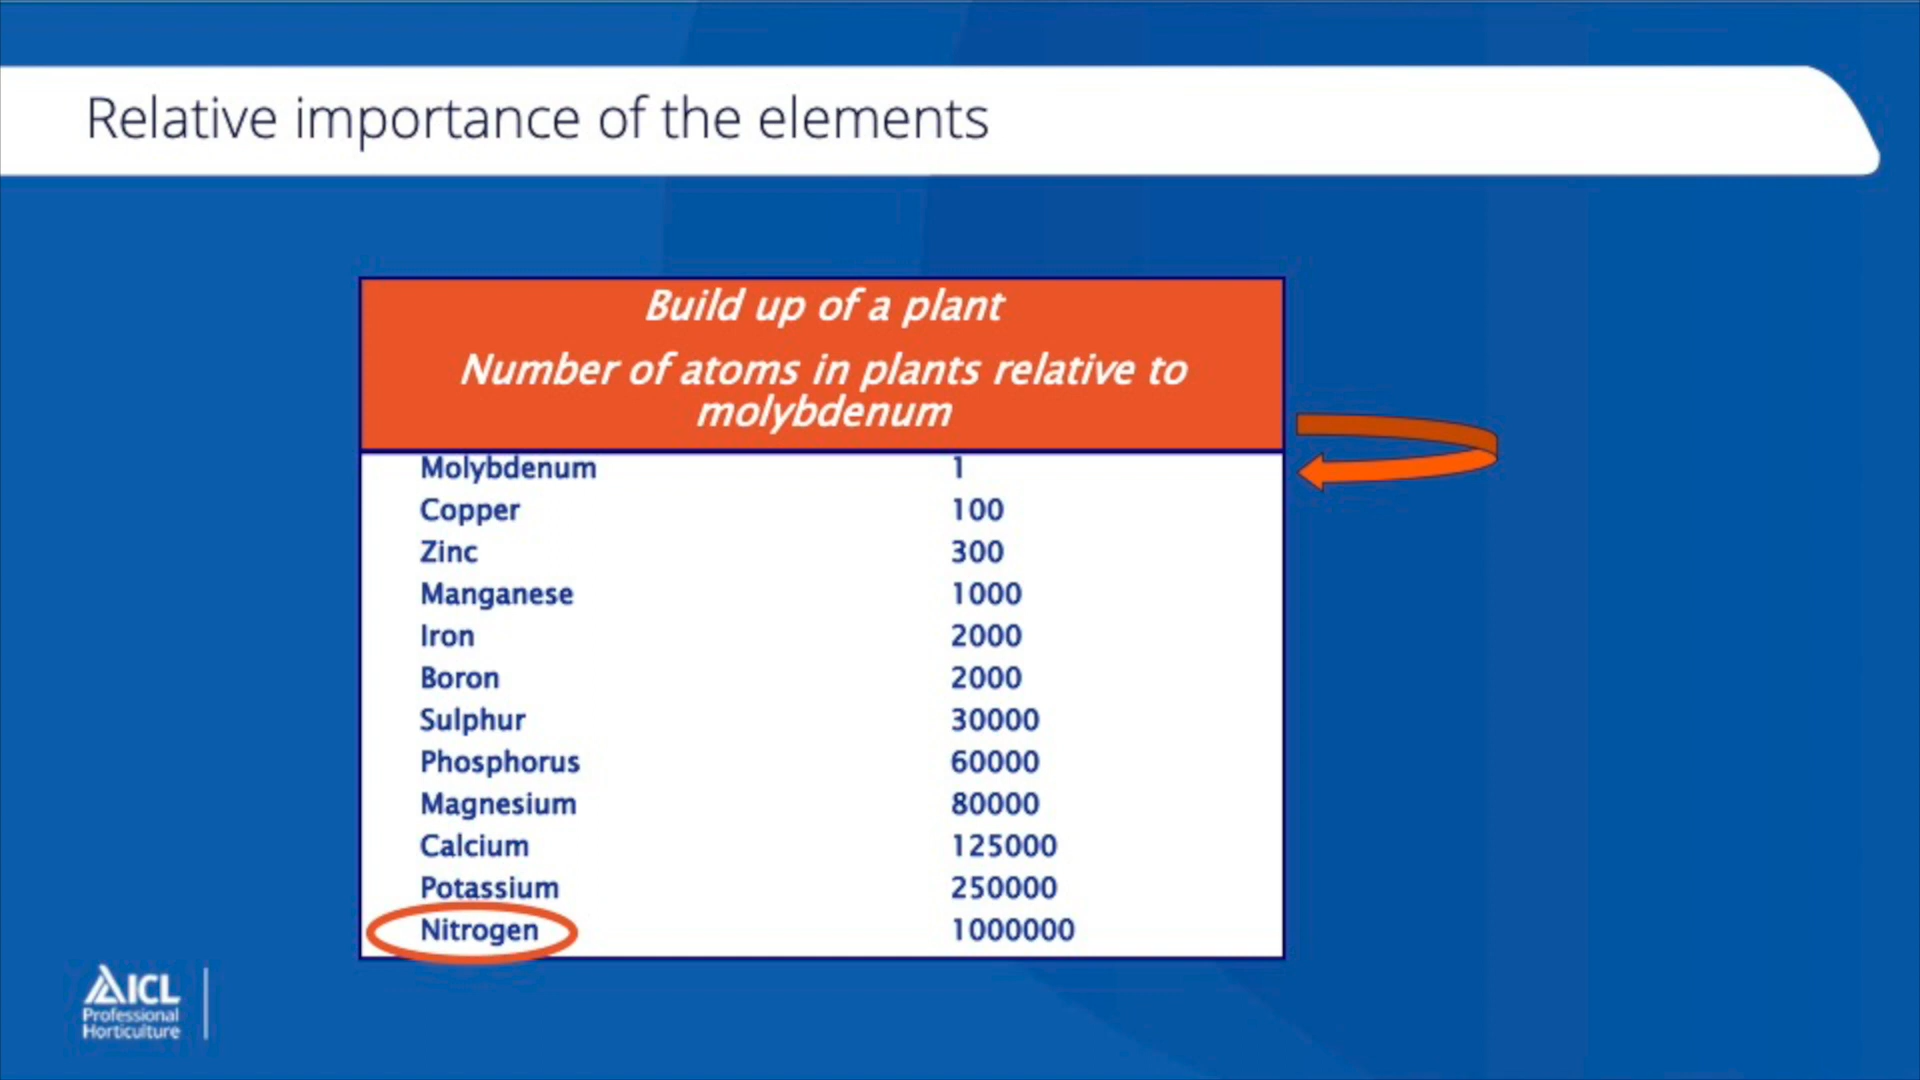 Relative importance of the elements
Build up of a plant
Number of atoms in plants relative to
molybdenum
Molybdenum 1
Copper 100
Zinc 300
Manganese 1000
Iron 2000
Boron 2000
Sulphur 30000
Phosphorus 60000
Magnesium 80000
Calcium 125000
Potassium 250000
Nitrogen 1000000
ICL
Professional
Horticulture